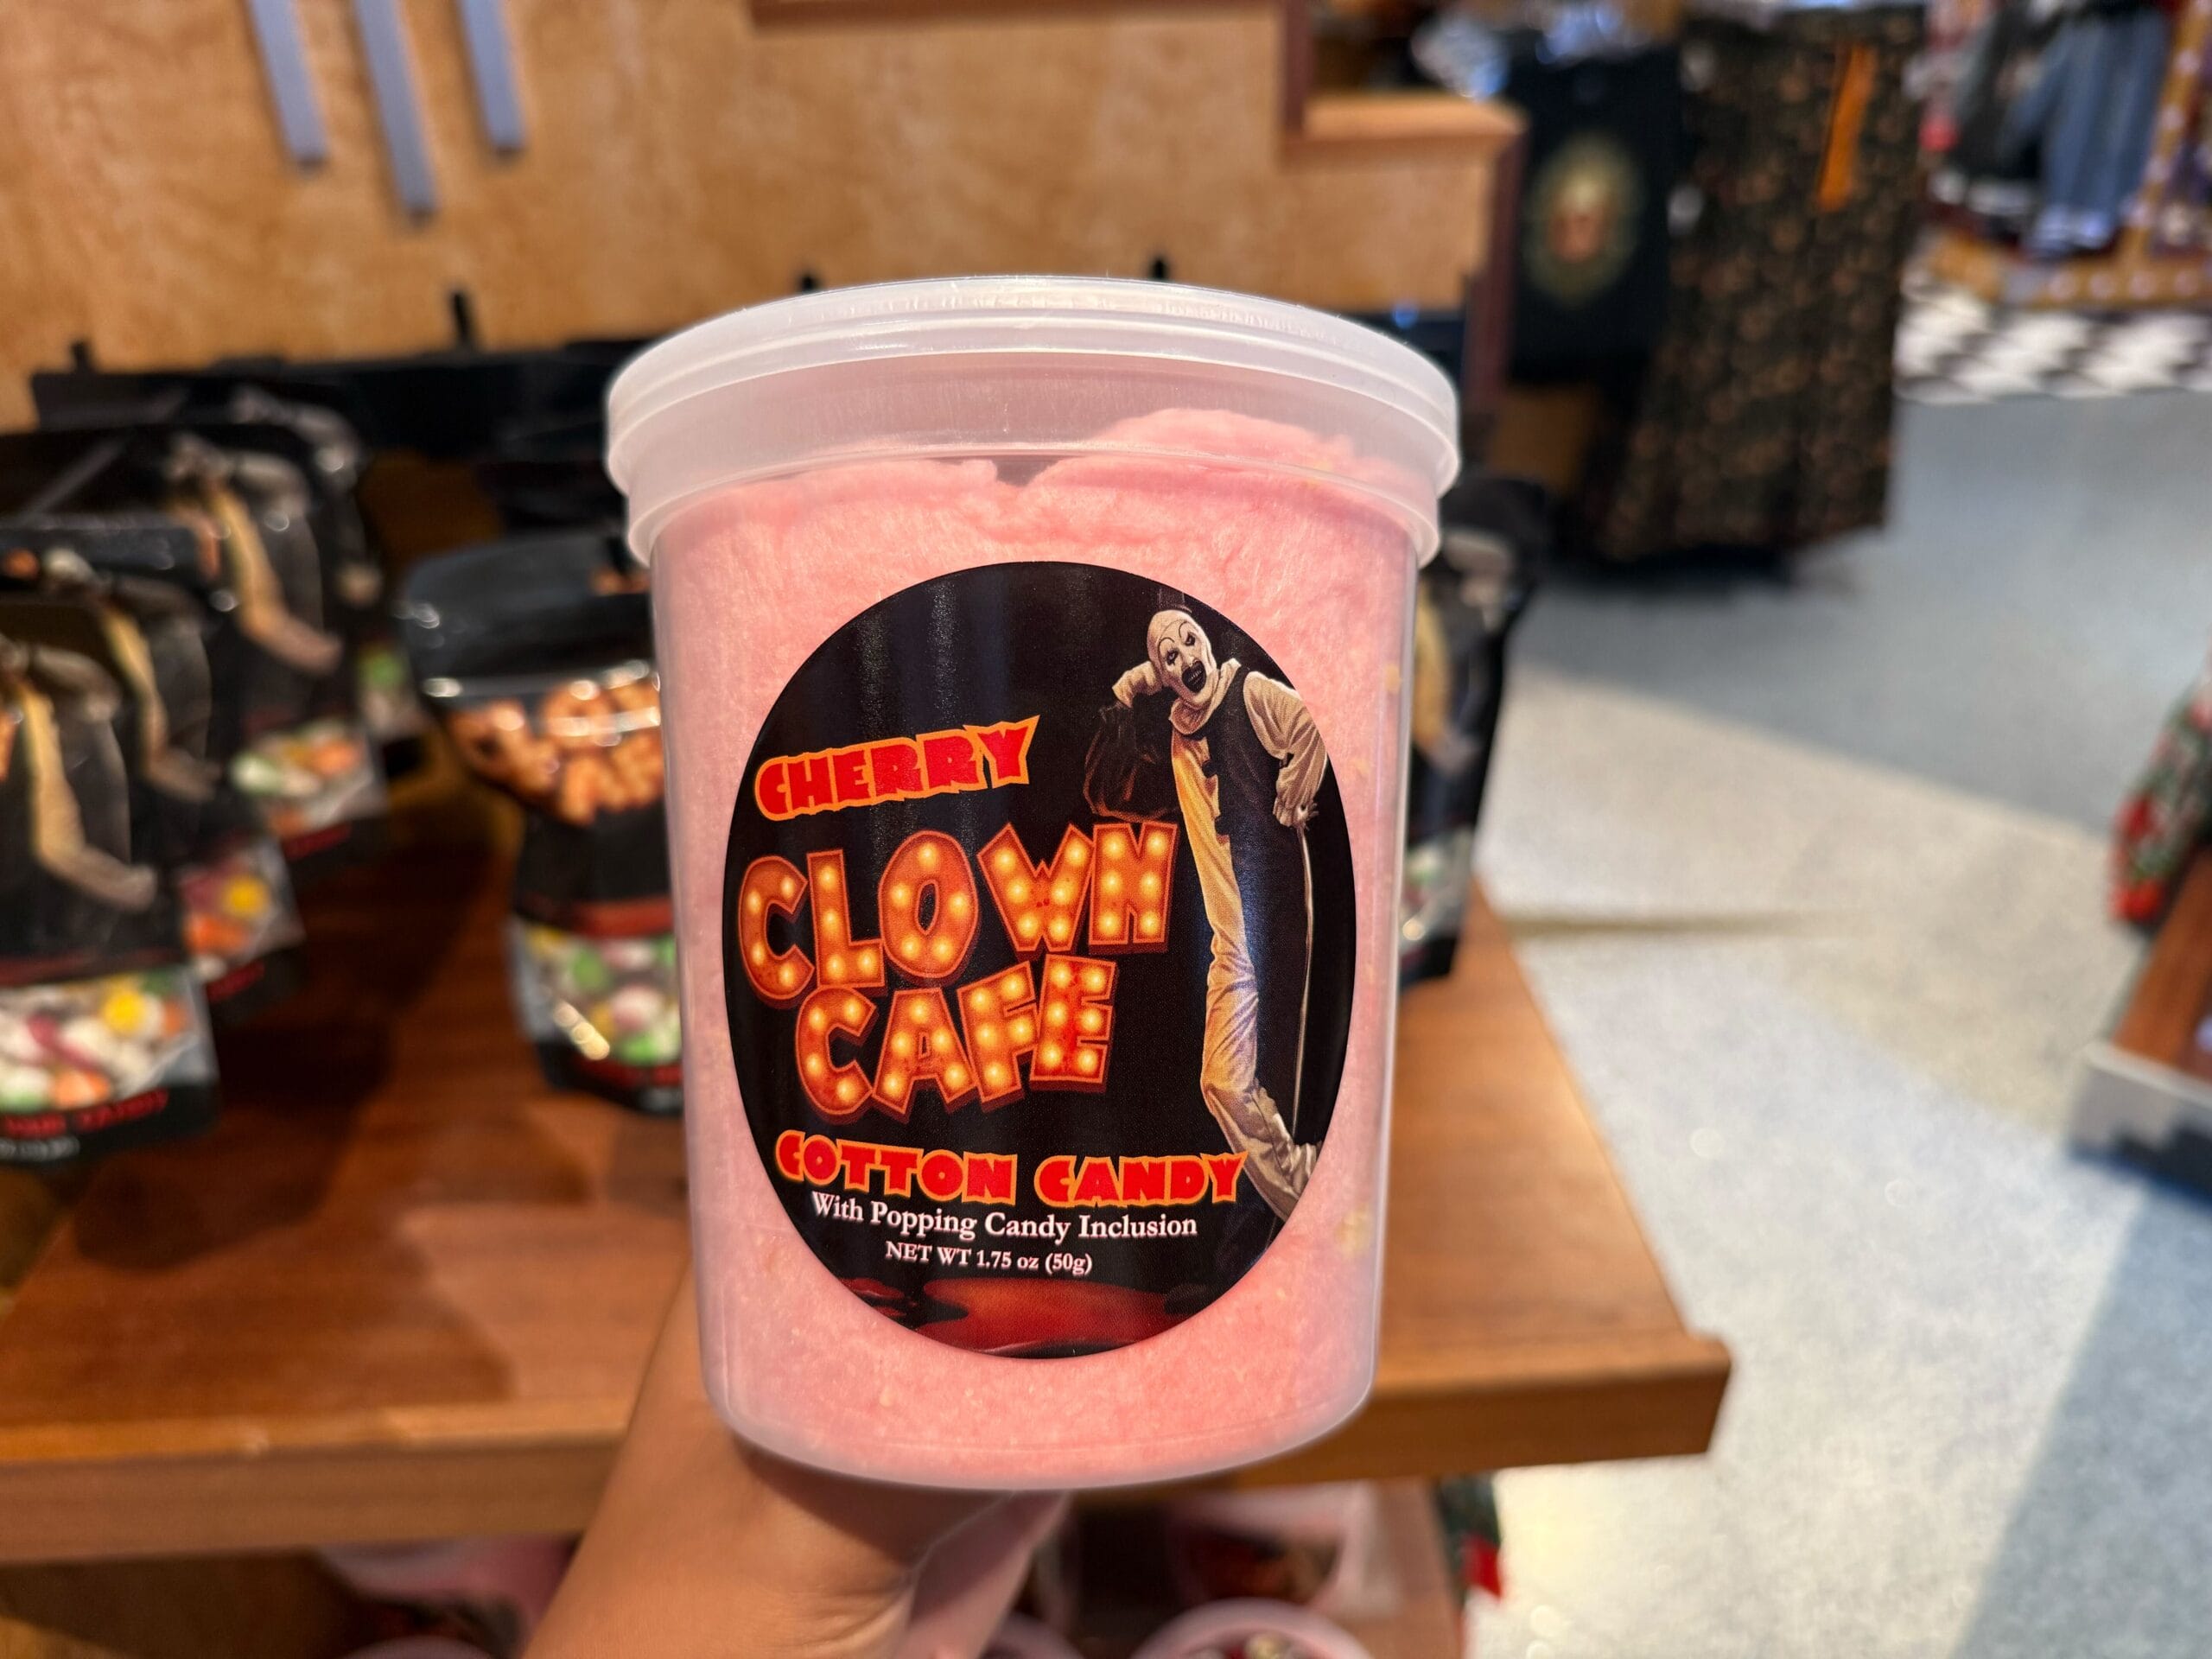 CHERRY
CLOWN
CAFE
COTTON CANDY
With Popping Candy Inclusion
NET WT 1.75 oz (50g)